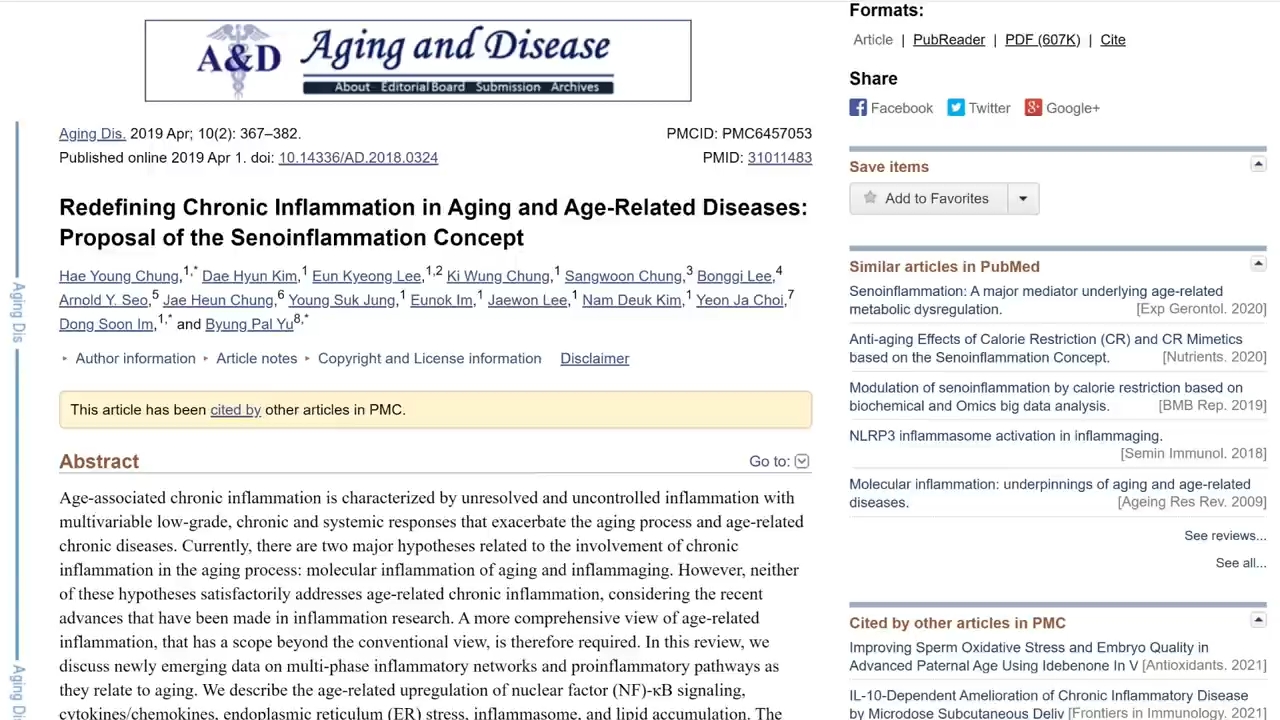 A&D Aging and Disease
About Editorial Board Submission Archives
Aging Dis. 2019 Apr; 10(2): 367–382.
PMCID: PMC6457053
Published online 2019 Apr 1. doi: 10.14336/AD.2018.0324
PMID: 31011483
Redefining Chronic Inflammation in Aging and Age-Related Diseases:
Proposal of the Senoinflammation Concept
Hae Young Chung,1,* Dae Hyun Kim,1 Eun Kyeong Lee,1,2 Ki Wung Chung,1 Sangwoon Chung,3 Bongqi Lee,4
Arnold Y. Seo,5 Jae Heun Chung,6 Young Suk Jung,1 Eunok Im,1 Jaewon Lee,1 Nam Deuk Kim,1 Yeon Ja Choi,7
Dong Soon Im,1,* and Byung Pal Yu8,*
Author information Article notes Copyright and License information Disclaimer
This article has been cited by other articles in PMC.
Abstract
Go to:
Age-associated chronic inflammation is characterized by unresolved and uncontrolled inflammation with
multivariable low-grade, chronic and systemic responses that exacerbate the aging process and age-related
chronic diseases. Currently, there are two major hypotheses related to the involvement of chronic
inflammation in the aging process: molecular inflammation of aging and inflammaging. However, neither
of these hypotheses satisfactorily addresses age-related chronic inflammation, considering the recent
advances that have been made in inflammation research. A more comprehensive view of age-related
inflammation, that has a scope beyond the conventional view, is therefore required. In this review, we
discuss newly emerging data on multi-phase inflammatory networks and proinflammatory pathways as
they relate to aging. We describe the age-related upregulation of nuclear factor (NF)-κB signaling,
cytokines/chemokines, endoplasmic reticulum (ER) stress, inflammasome, and lipid accumulation. The
Aging Dis
Aging Dis
Formats:
Article | PubReader | PDF (607K) | Cite
Share
Facebook Twitter Google+
Save items
Add to Favorites
Similar articles in PubMed
Senoinflammation: A major mediator underlying age-related
metabolic dysregulation. [Exp Gerontol. 2020]
Anti-aging Effects of Calorie Restriction (CR) and CR Mimetics
based on the Senoinflammation Concept. [Nutrients. 2020]
Modulation of senoinflammation by calorie restriction based on
biochemical and Omics big data analysis. [BMB Rep. 2019]
NLRP3 inflammasome activation in inflammaging.
[Semin Immunol. 2018]
Molecular inflammation: underpinnings of aging and age-related
diseases. [Ageing Res Rev. 2009]
See reviews...
See all...
Cited by other articles in PMC
Improving Sperm Oxidative Stress and Embryo Quality in
Advanced Paternal Age Using Idebenone In V [Antioxidants. 2021]
IL-10-Dependent Amelioration of Chronic Inflammatory Disease
by Microdose Subcutaneous Deliv [Frontiers in Immunology. 2021]